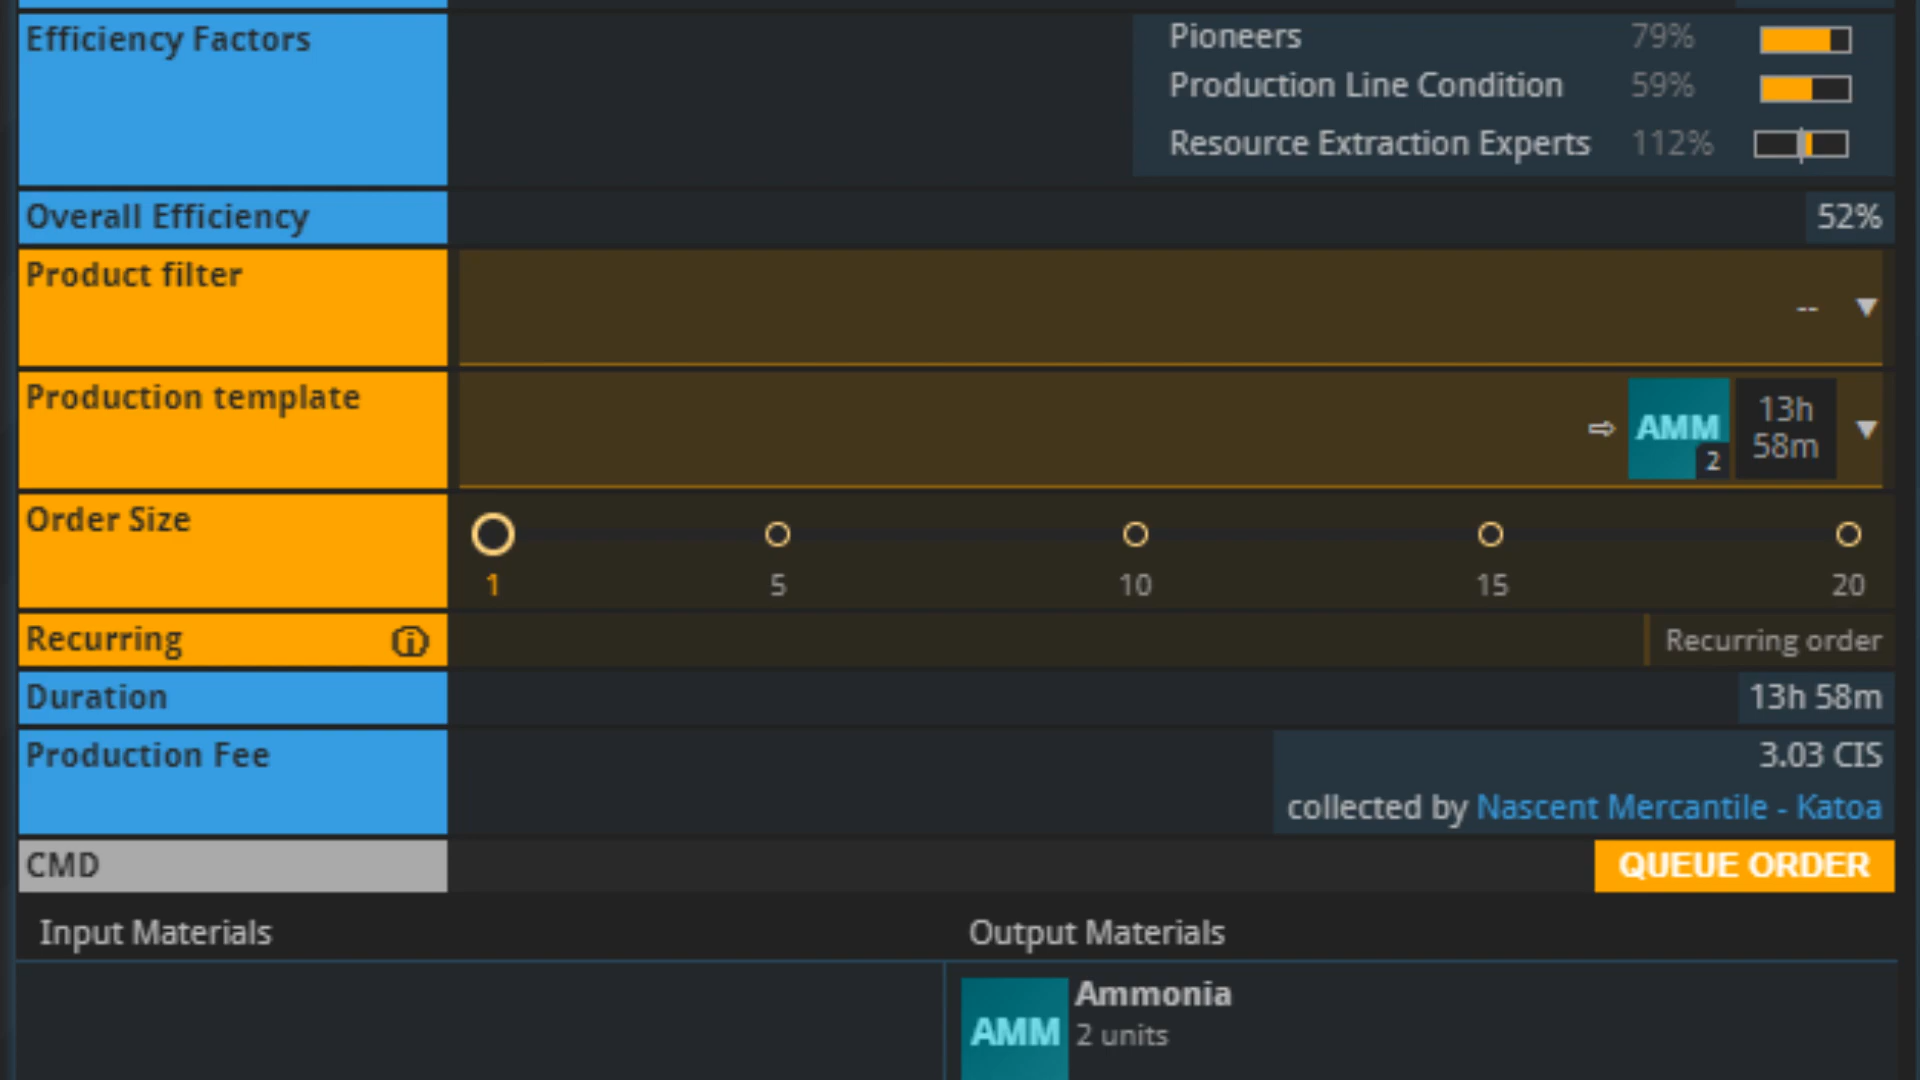 Efficiency Factors
Pioneers 79%
Production Line Condition 59%
Resource Extraction Experts 112%
Overall Efficiency 52%
Product filter
--
Production template
⇨ AMM 2 13h 58m
Order Size
1 5 10 15 20
Recurring ⓘ Recurring order
Duration 13h 58m
Production Fee 3.03 CIS
collected by Nascent Mercantile - Katoa
CMD QUEUE ORDER
Input Materials Output Materials
AMM Ammonia
2 units